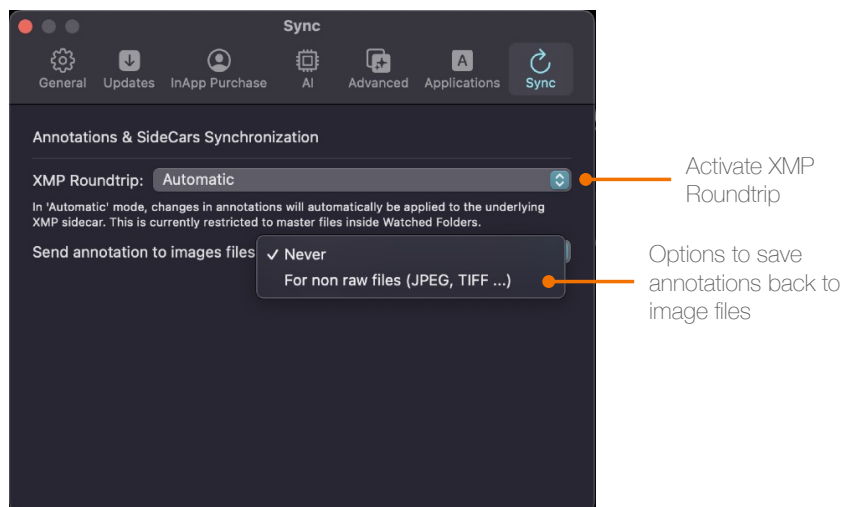 Sync
General Updates InApp Purchase AI Advanced Applications Sync
Annotations & SideCars Synchronization
XMP Roundtrip: Automatic
In 'Automatic' mode, changes in annotations will automatically be applied to the underlying
XMP sidecar. This is currently restricted to master files inside Watched Folders.
Send annotation to images files
✓ Never
For non raw files (JPEG, TIFF ...)
Activate XMP
Roundtrip
Options to save
annotations back to
image files